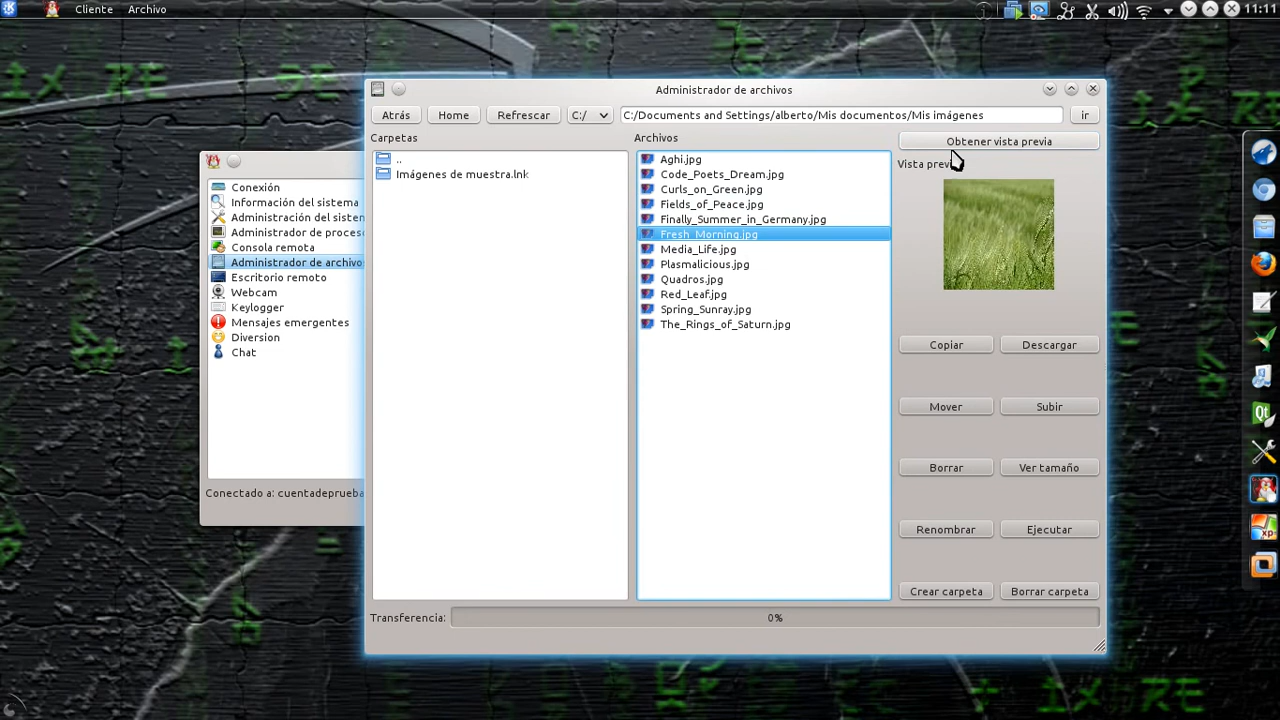 Cliente Archivo 11:11
Administrador de archivos
Atrás Home Refrescar C:/ C:/Documents and Settings/alberto/Mis documentos/Mis imágenes ir
Carpetas
..
Imágenes de muestra.lnk
Archivos
Aghi.jpg
Code_Poets_Dream.jpg
Curls_on_Green.jpg
Fields_of_Peace.jpg
Finally_Summer_in_Germany.jpg
Fresh_Morning.jpg
Media_Life.jpg
Plasmalicious.jpg
Quadros.jpg
Red_Leaf.jpg
Spring_Sunray.jpg
The_Rings_of_Saturn.jpg
Obtener vista previa
Vista previ
Copiar Descargar
Mover Subir
Borrar Ver tamaño
Renombrar Ejecutar
Crear carpeta Borrar carpeta
Transferencia: 0%
Conexión
Información del sistema
Administración del sisten
Administrador de proces
Consola remota
Administrador de archivo
Escritorio remoto
Webcam
Keylogger
Mensajes emergentes
Diversion
Chat
Conectado a: cuentadeprueba
Qt
xp